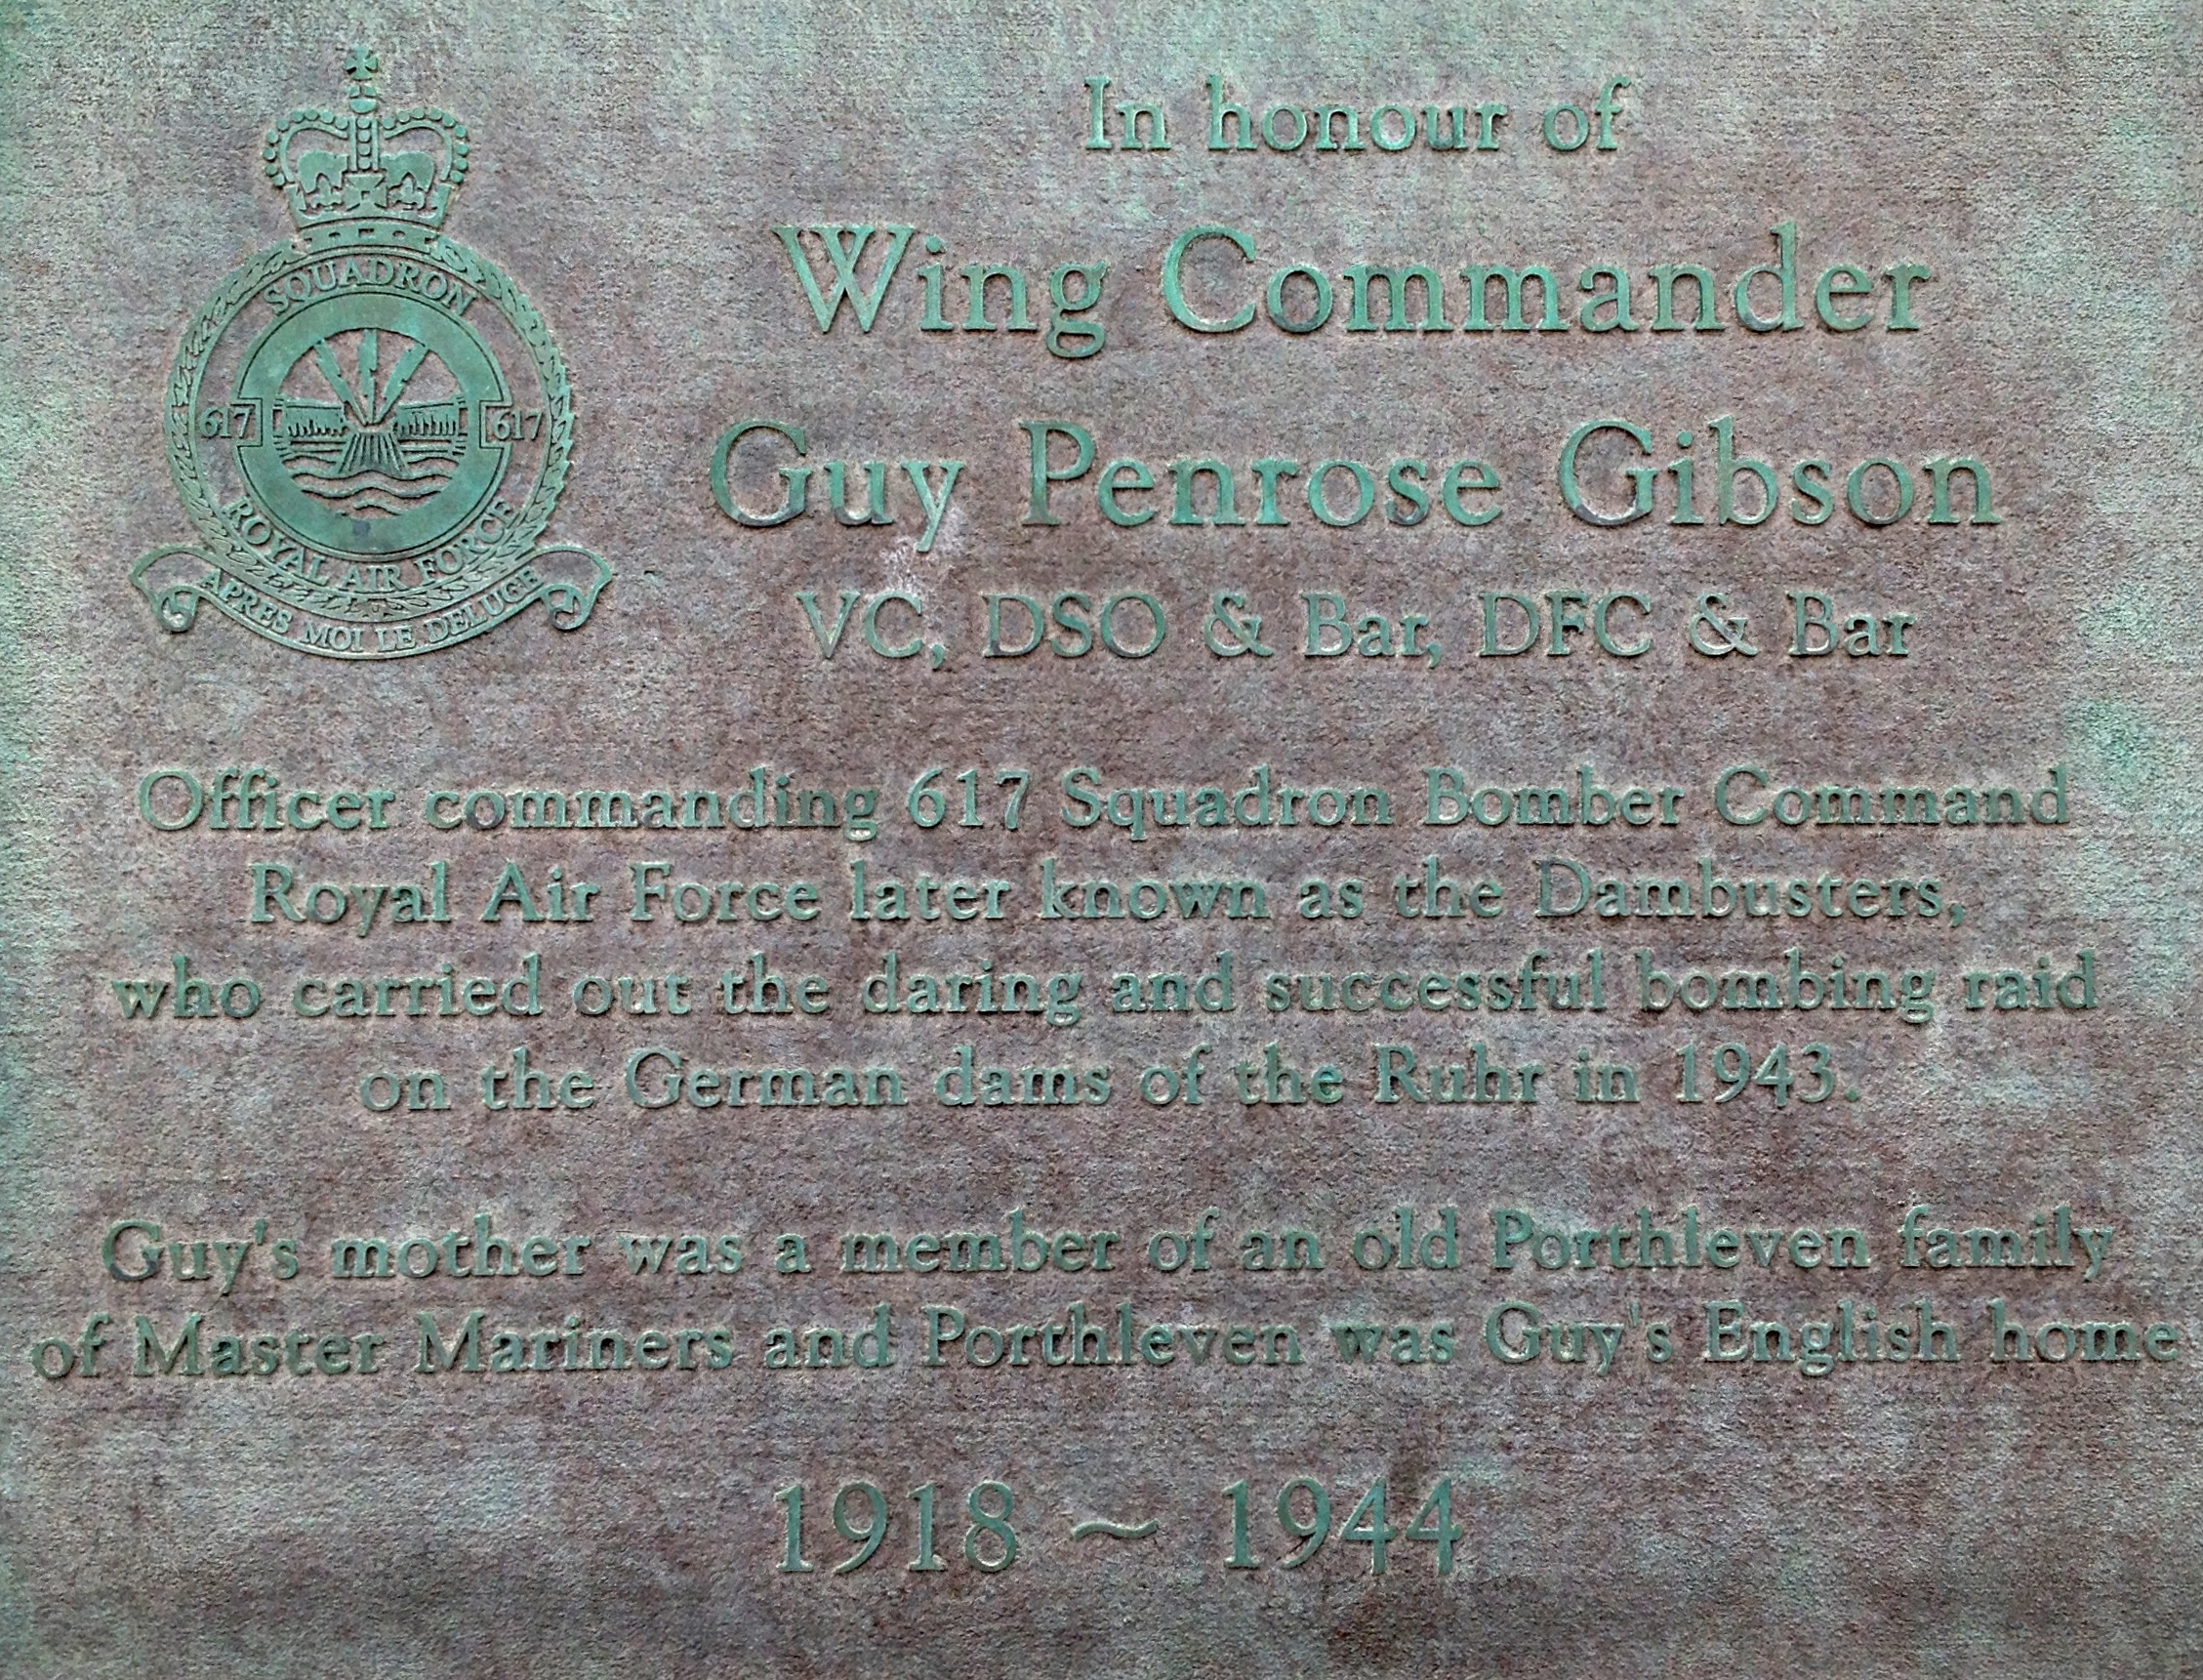 In honour of
Wing Commander
Guy Penrose Gibson
VC, DSO & Bar, DFC & Bar
SQUADRON
617 617
ROYAL AIR FORCE
APRES MOI LE DELUGE
Officer commanding 617 Squadron Bomber Command
Royal Air Force later known as the Dambusters,
who carried out the daring and successful bombing raid
on the German dams of the Ruhr in 1943.
Guy's mother was a member of an old Porthleven family
of Master Mariners and Porthleven was Guy's English home
1918 ~ 1944